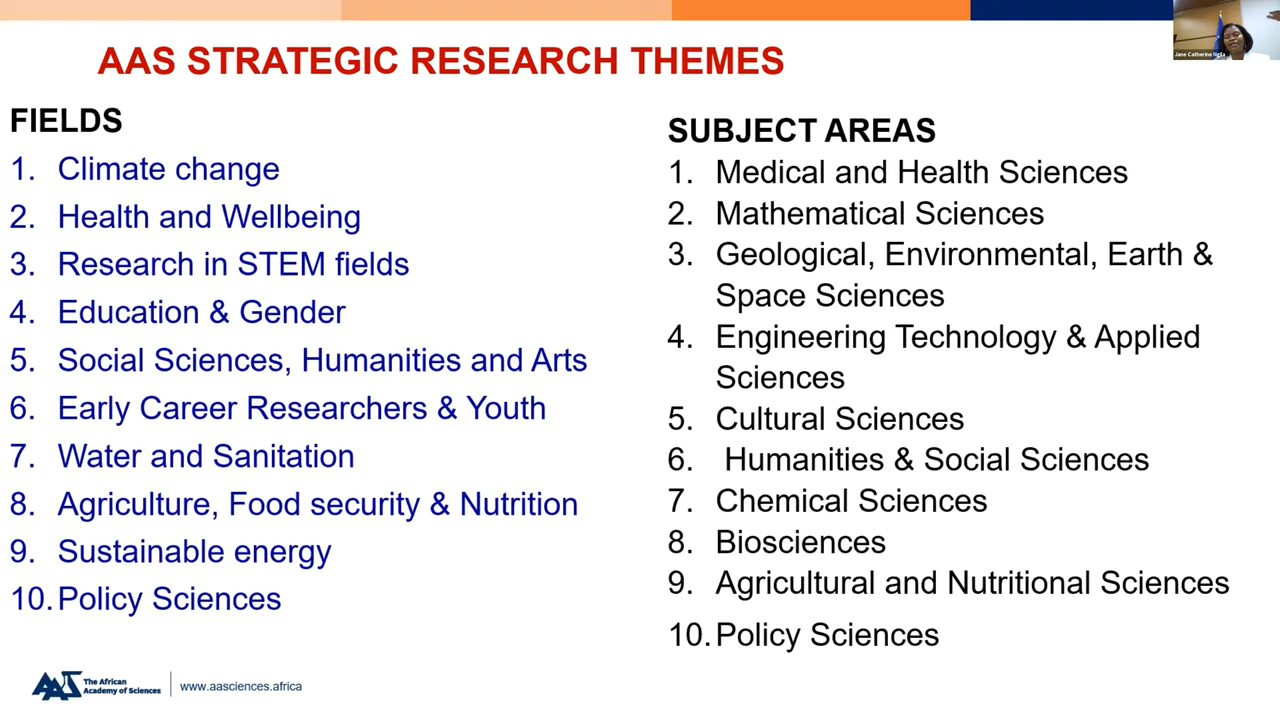 AAS STRATEGIC RESEARCH THEMES
FIELDS
1. Climate change
2. Health and Wellbeing
3. Research in STEM fields
4. Education & Gender
5. Social Sciences, Humanities and Arts
6. Early Career Researchers & Youth
7. Water and Sanitation
8. Agriculture, Food security & Nutrition
9. Sustainable energy
10. Policy Sciences
SUBJECT AREAS
1. Medical and Health Sciences
2. Mathematical Sciences
3. Geological, Environmental, Earth &
Space Sciences
4. Engineering Technology & Applied
Sciences
5. Cultural Sciences
6. Humanities & Social Sciences
7. Chemical Sciences
8. Biosciences
9. Agricultural and Nutritional Sciences
10. Policy Sciences
Jane Catherine Ngila
AAS
The African
Academy of Sciences
www.aasciences.africa